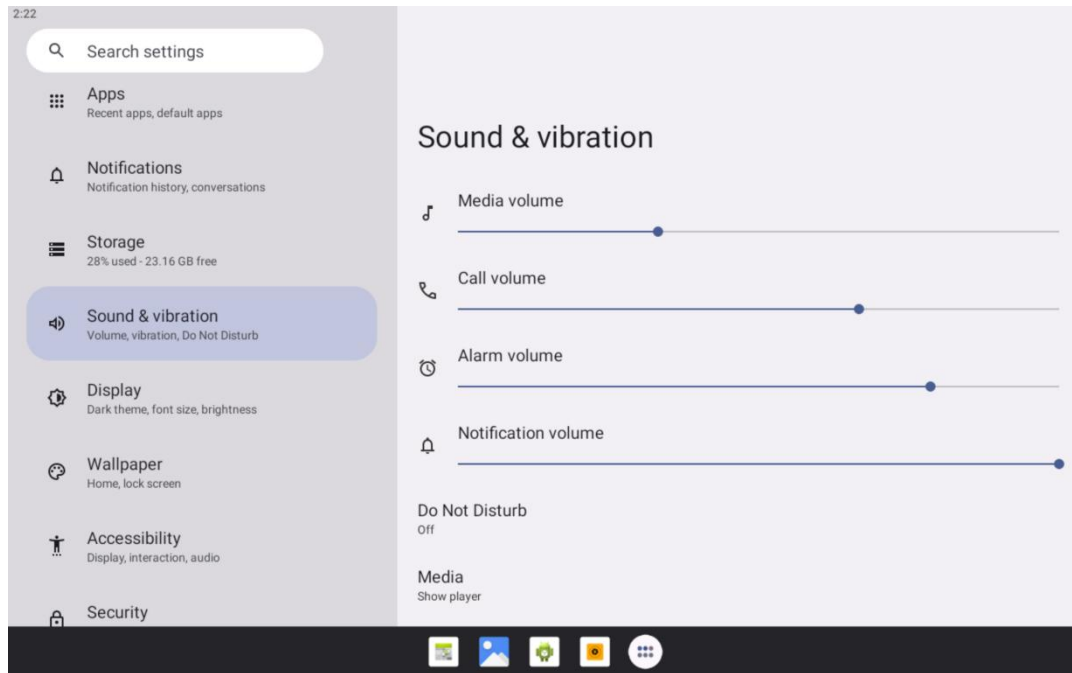 2:22
Search settings
Apps
Recent apps, default apps
Notifications
Notification history, conversations
Storage
28% used - 23.16 GB free
Sound & vibration
Volume, vibration, Do Not Disturb
Display
Dark theme, font size, brightness
Wallpaper
Home, lock screen
Accessibility
Display, interaction, audio
Security
Sound & vibration
Media volume
Call volume
Alarm volume
Notification volume
Do Not Disturb
Off
Media
Show player